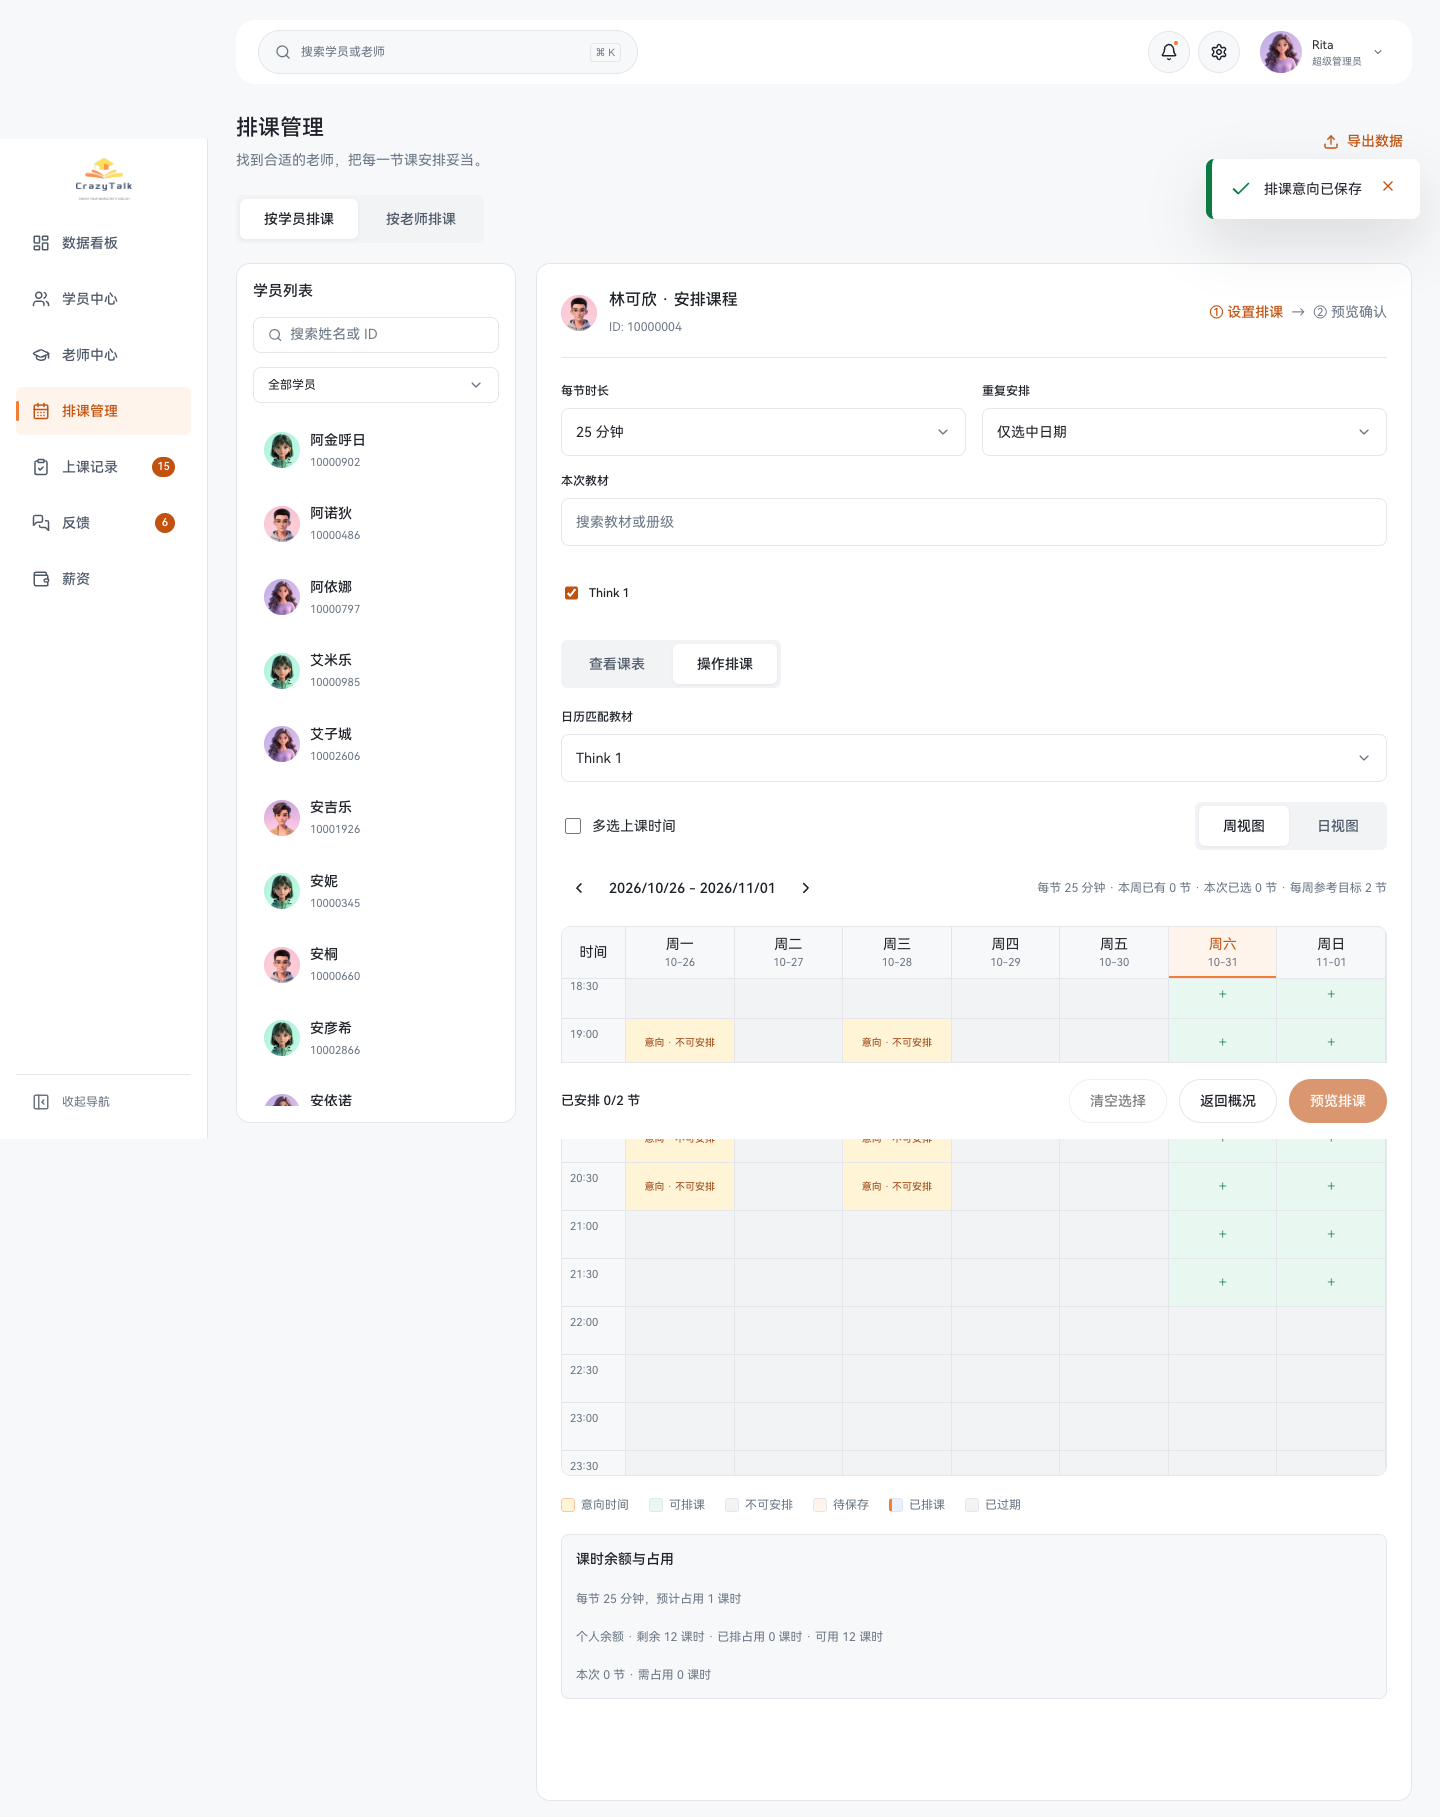 搜索学员或老师
⌘ K
Rita
超级管理员
排课管理
找到合适的老师，把每一节课安排妥当。
导出数据
排课意向已保存
按学员排课
按老师排课
CrazyTalk
数据看板
学员中心
老师中心
排课管理
上课记录
15
反馈
6
薪资
收起导航
学员列表
搜索姓名或 ID
全部学员
阿金呼日
10000902
阿诺狄
10000486
阿依娜
10000797
艾米乐
10000985
艾子城
10002606
安吉乐
10001926
安妮
10000345
安桐
10000660
安彦希
10002866
安依诺
林可欣 · 安排课程
ID: 10000004
① 设置排课 → ② 预览确认
每节时长
25 分钟
重复安排
仅选中日期
本次教材
搜索教材或册级
Think 1
查看课表
操作排课
日历匹配教材
Think 1
多选上课时间
周视图
日视图
2026/10/26 - 2026/11/01
每节 25 分钟 · 本周已有 0 节 · 本次已选 0 节 · 每周参考目标 2 节
时间
周一 10-26
周二 10-27
周三 10-28
周四 10-29
周五 10-30
周六 10-31
周日 11-01
18:30
+ +
19:00
意向 · 不可安排
意向 · 不可安排
+ +
已安排 0/2 节
清空选择
返回概况
预览排课
意向 · 不可安排
意向 · 不可安排
+ +
20:30
意向 · 不可安排
意向 · 不可安排
+ +
21:00
+ +
21:30
+ +
22:00
22:30
23:00
23:30
意向时间
可排课
不可安排
待保存
已排课
已过期
课时余额与占用
每节 25 分钟，预计占用 1 课时
个人余额 · 剩余 12 课时 · 已排占用 0 课时 · 可用 12 课时
本次 0 节 · 需占用 0 课时